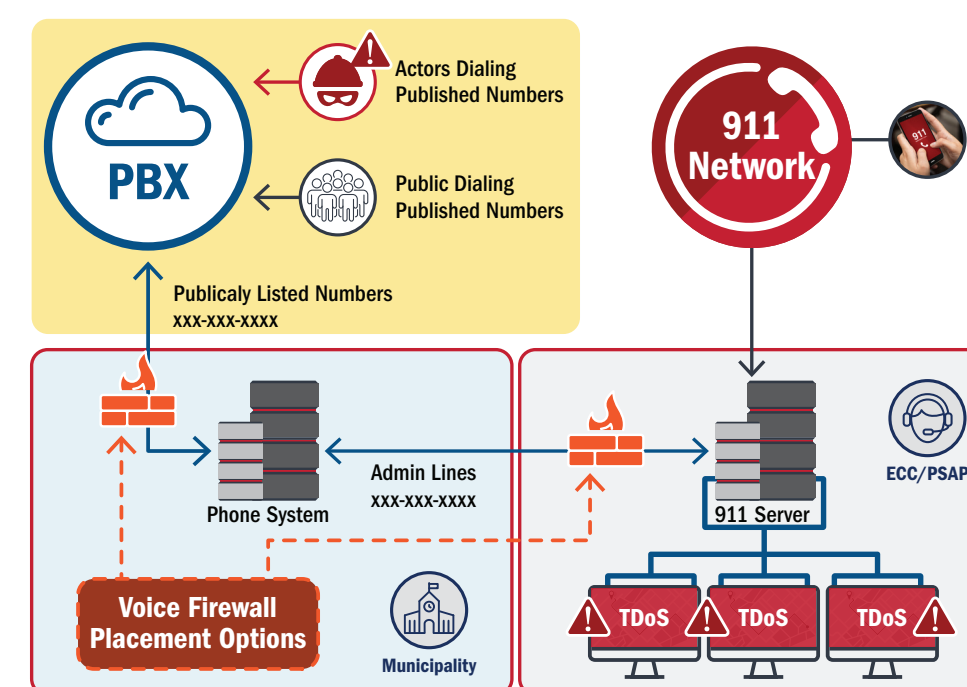 PBX
Actors Dialing
Published Numbers
Public Dialing
Published Numbers
Publicaly Listed Numbers
xxx-xxx-xxxx
911
Network
911
Phone System
Admin Lines
xxx-xxx-xxxx
911 Server
ECC/PSAP
Voice Firewall
Placement Options
Municipality
TDoS
TDoS
TDoS